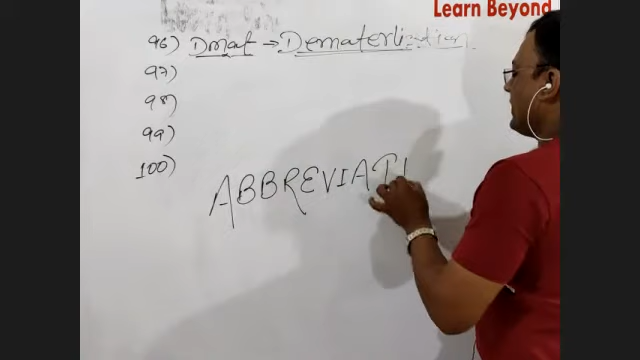 Learn Beyond
96) Dmat → Dematerlization
97)
98)
99)
100)
ABBREVIATI